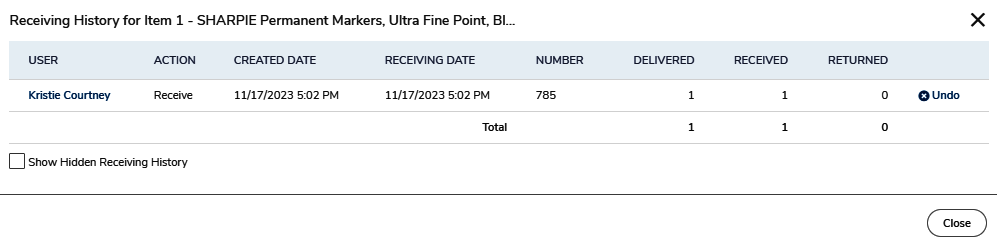 Receiving History for Item 1 - SHARPIE Permanent Markers, Ultra Fine Point, Bl...
USER ACTION CREATED DATE RECEIVING DATE NUMBER DELIVERED RECEIVED RETURNED
Kristie Courtney Receive 11/17/2023 5:02 PM 11/17/2023 5:02 PM 785 1 1 0 Undo
Total 1 1 0
Show Hidden Receiving History
Close